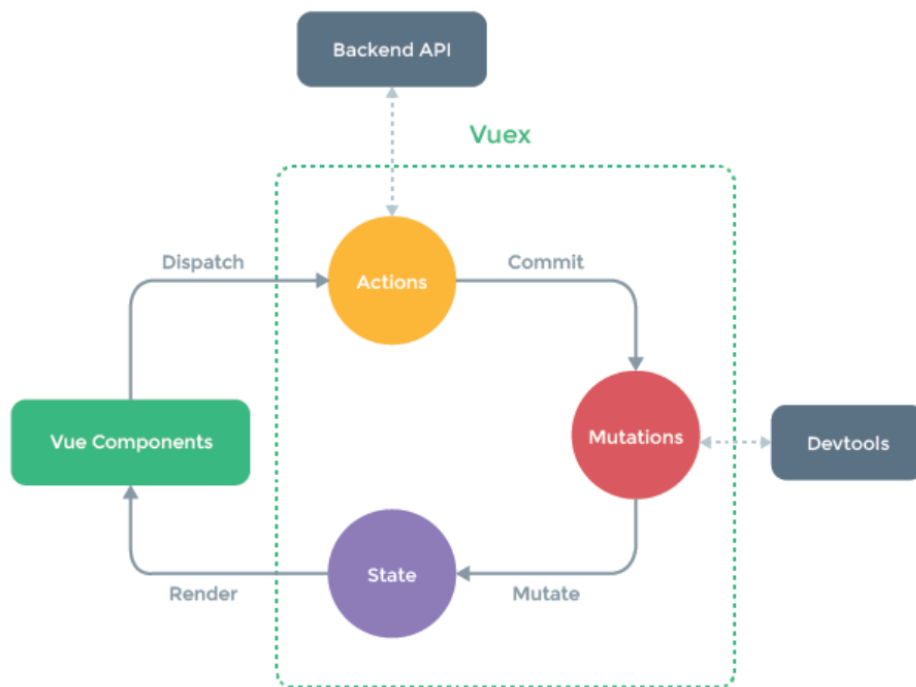 Backend API
Vuex
Dispatch
Commit
Actions
Vue Components
Mutations
Devtools
State
Render
Mutate